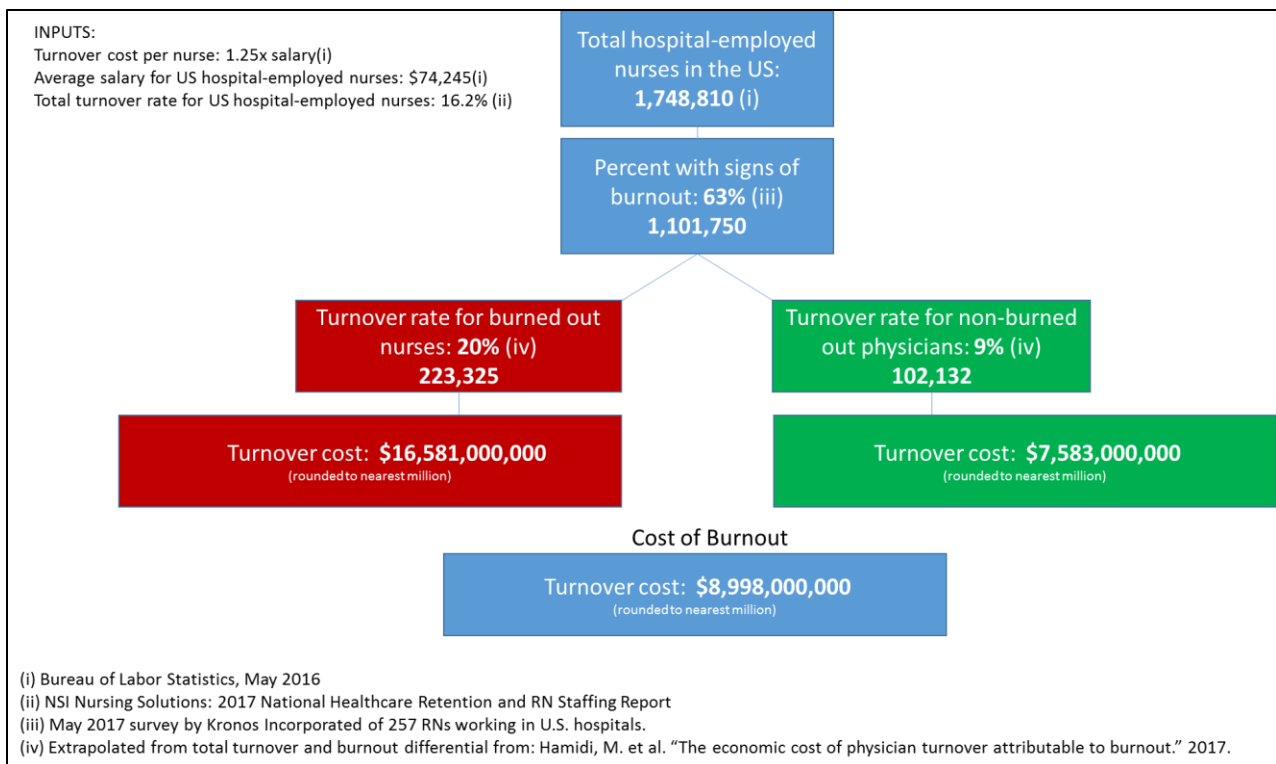 INPUTS:
Turnover cost per nurse: 1.25x salary(i)
Average salary for US hospital-employed nurses: $74,245(i)
Total turnover rate for US hospital-employed nurses: 16.2% (ii)
Total hospital-employed
nurses in the US:
1,748,810 (i)
Percent with signs of
burnout: 63% (iii)
1,101,750
Turnover rate for burned out
nurses: 20% (iv)
223,325
Turnover rate for non-burned
out physicians: 9% (iv)
102,132
Turnover cost: $16,581,000,000
(rounded to nearest million)
Turnover cost: $7,583,000,000
(rounded to nearest million)
Cost of Burnout
Turnover cost: $8,998,000,000
(rounded to nearest million)
(i) Bureau of Labor Statistics, May 2016
(ii) NSI Nursing Solutions: 2017 National Healthcare Retention and RN Staffing Report
(iii) May 2017 survey by Kronos Incorporated of 257 RNs working in U.S. hospitals.
(iv) Extrapolated from total turnover and burnout differential from: Hamidi, M. et al. “The economic cost of physician turnover attributable to burnout.” 2017.